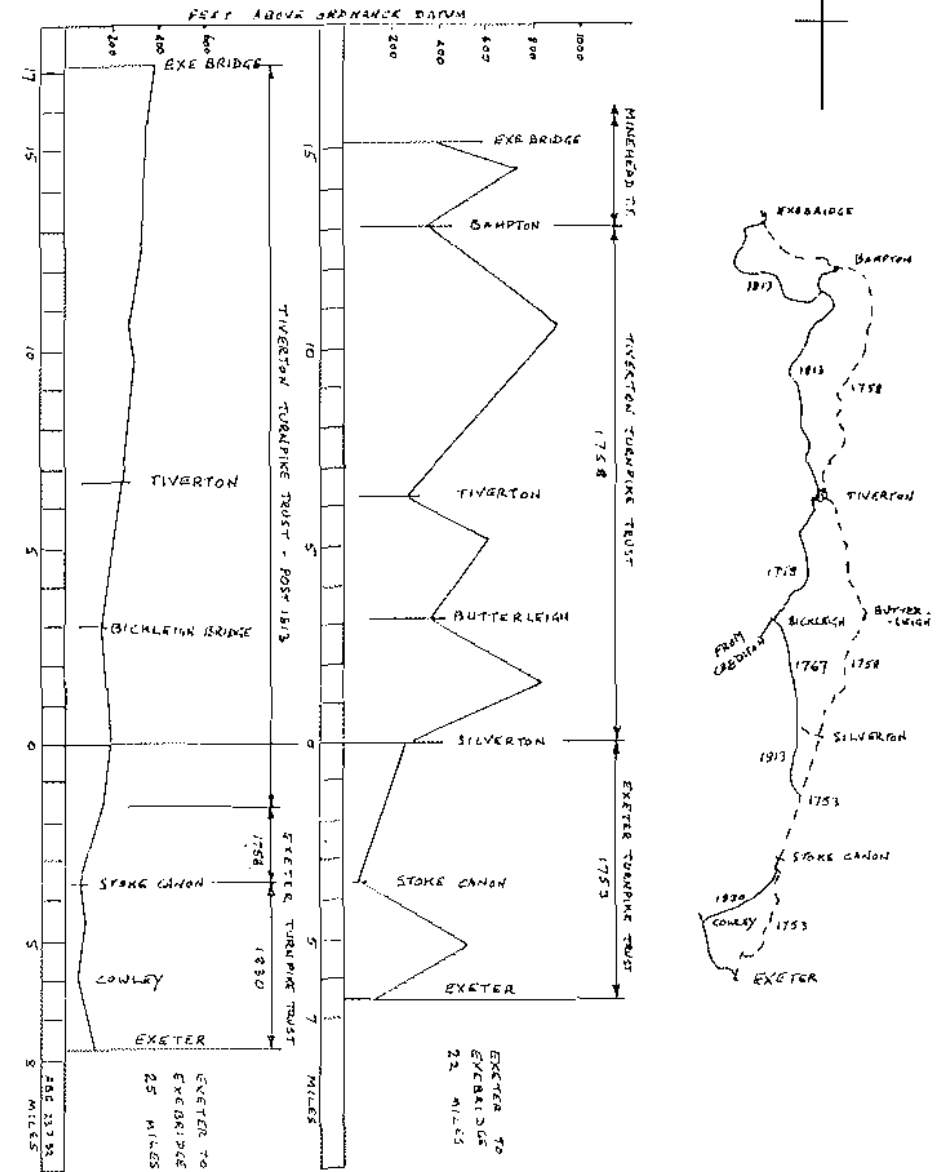 FEET ABOVE ORDNANCE DATUM
200
400
600
17
15
10
5
0
5
8
MILES
EXE BRIDGE
TIVERTON
BICKLEIGH BRIDGE
STOKE CANON
COWLEY
EXETER
TIVERTON TURNPIKE TRUST - POST 1813
EXETER TURNPIKE TRUST
1830
EXETER TO
EXEBRIDGE
25 MILES
200
400
600
800
1000
15
10
5
0
5
7
MILES
EXE BRIDGE
BAMPTON
TIVERTON
BUTTERLEIGH
SILVERTON
STOKE CANON
EXETER
MINEHEAD
TIVERTON TURNPIKE TRUST
1758
EXETER TURNPIKE TRUST
1753
EXETER TO
EXEBRIDGE
22 MILES
EXEBRIDGE
BAMPTON
1813
1813
1758
TIVERTON
BICKLEIGH
BUTTER-
-LEIGH
FROM
CREDITON
1767
1758
SILVERTON
1813
1753
STOKE CANON
1830
COWLEY
1753
EXETER